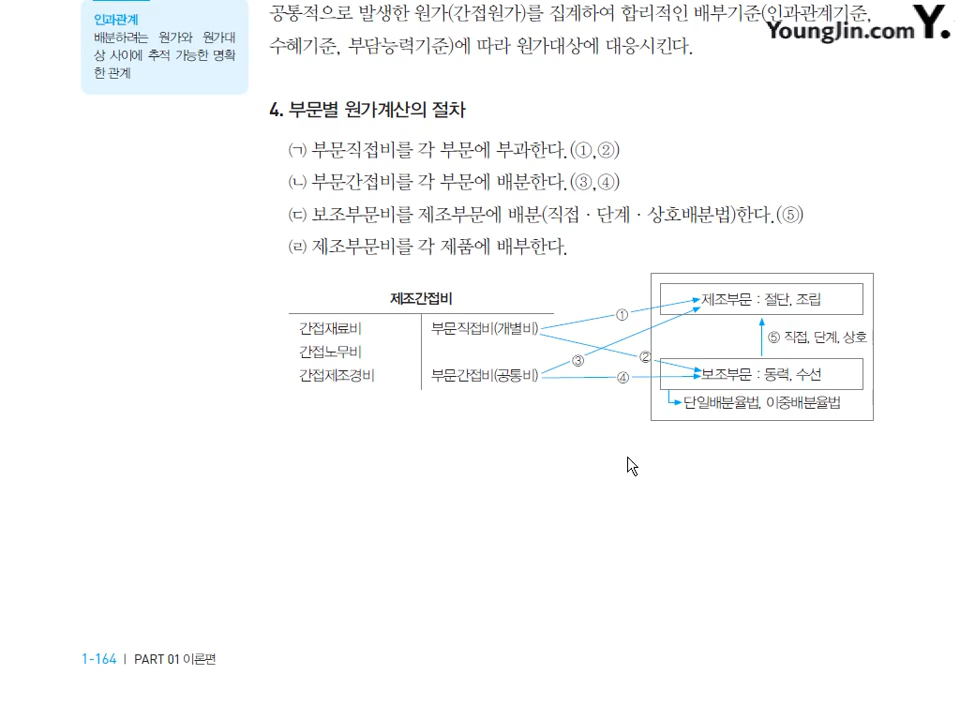 인과관계
배분하려는 원가와 원가대
상 사이에 추적 가능한 명확
한 관계
공통적으로 발생한 원가(간접원가)를 집계하여 합리적인 배부기준(인과관계기준,
수혜기준, 부담능력기준)에 따라 원가대상에 대응시킨다.
YoungJin.com Y.
4. 부문별 원가계산의 절차
㈀ 부문직접비를 각 부문에 부과한다.(①,②)
㈁ 부문간접비를 각 부문에 배분한다.(③,④)
㈂ 보조부문비를 제조부문에 배분(직접 · 단계 · 상호배분법)한다.(⑤)
㈃ 제조부문비를 각 제품에 배부한다.
제조간접비
간접재료비 부문직접비(개별비)
간접노무비
간접제조경비 부문간접비(공통비)
①
②
③
④
제조부문 : 절단, 조립
⑤ 직접, 단계, 상호
보조부문 : 동력, 수선
단일배분율법, 이중배분율법
1-164 | PART 01 이론편